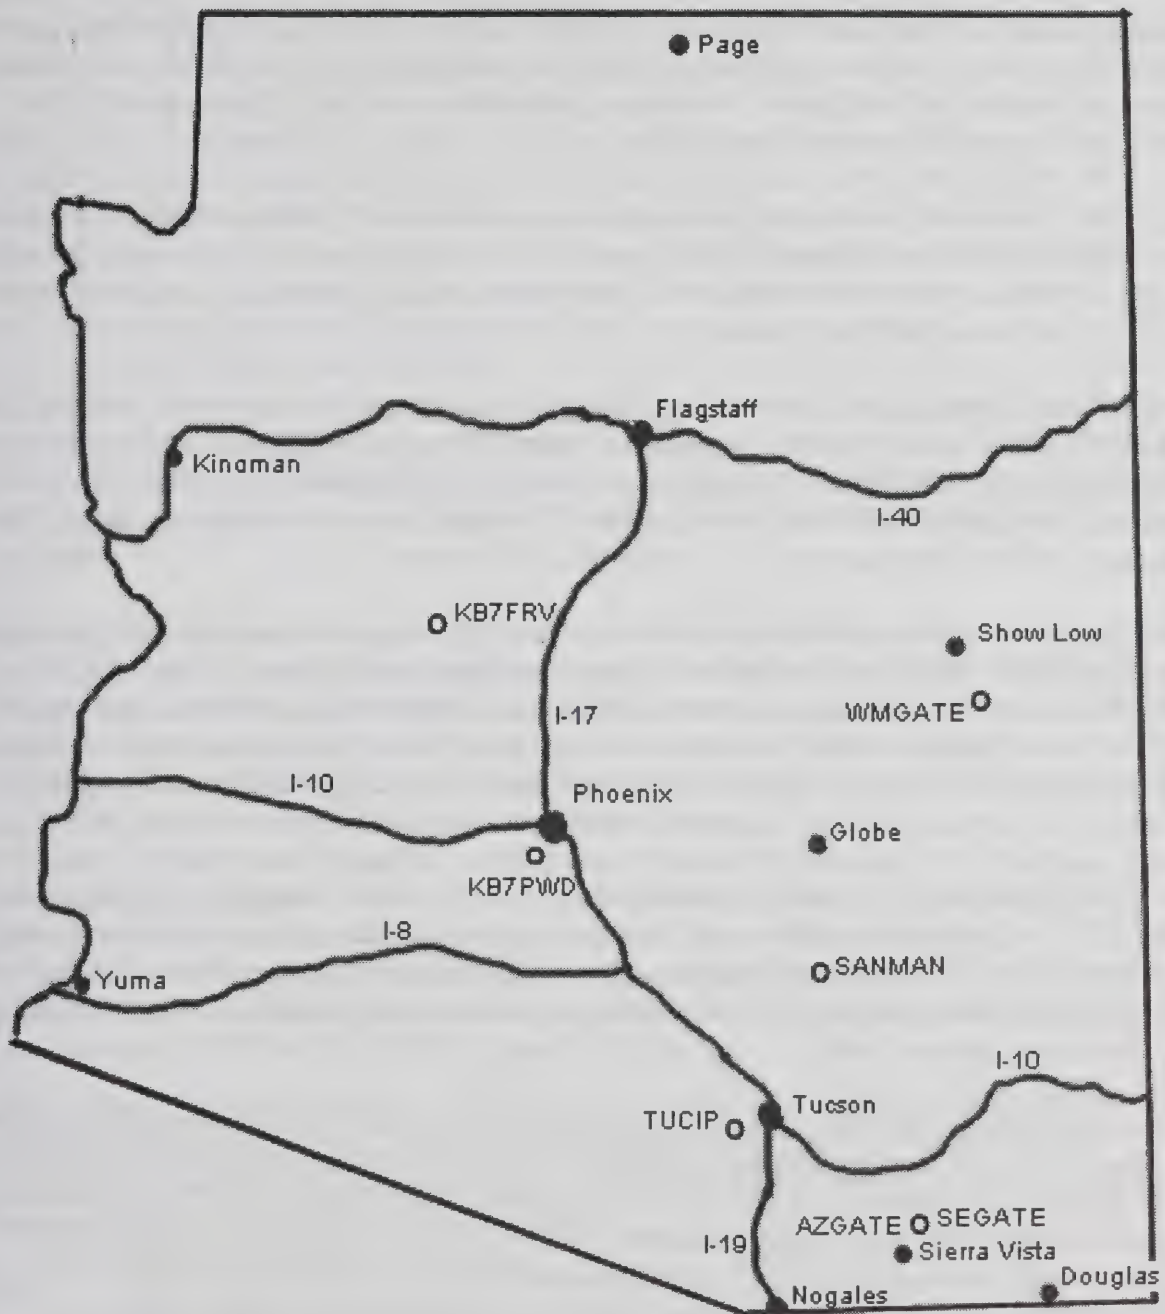 Page
Flagstaff
Kingman
I-40
KB7FRV
Show Low
WMGATE
I-17
I-10
Phoenix
Globe
KB7PWD
I-8
SANMAN
Yuma
I-10
Tucson
TUCIP
AZGATE SEGATE
I-19
Sierra Vista
Douglas
Nogales